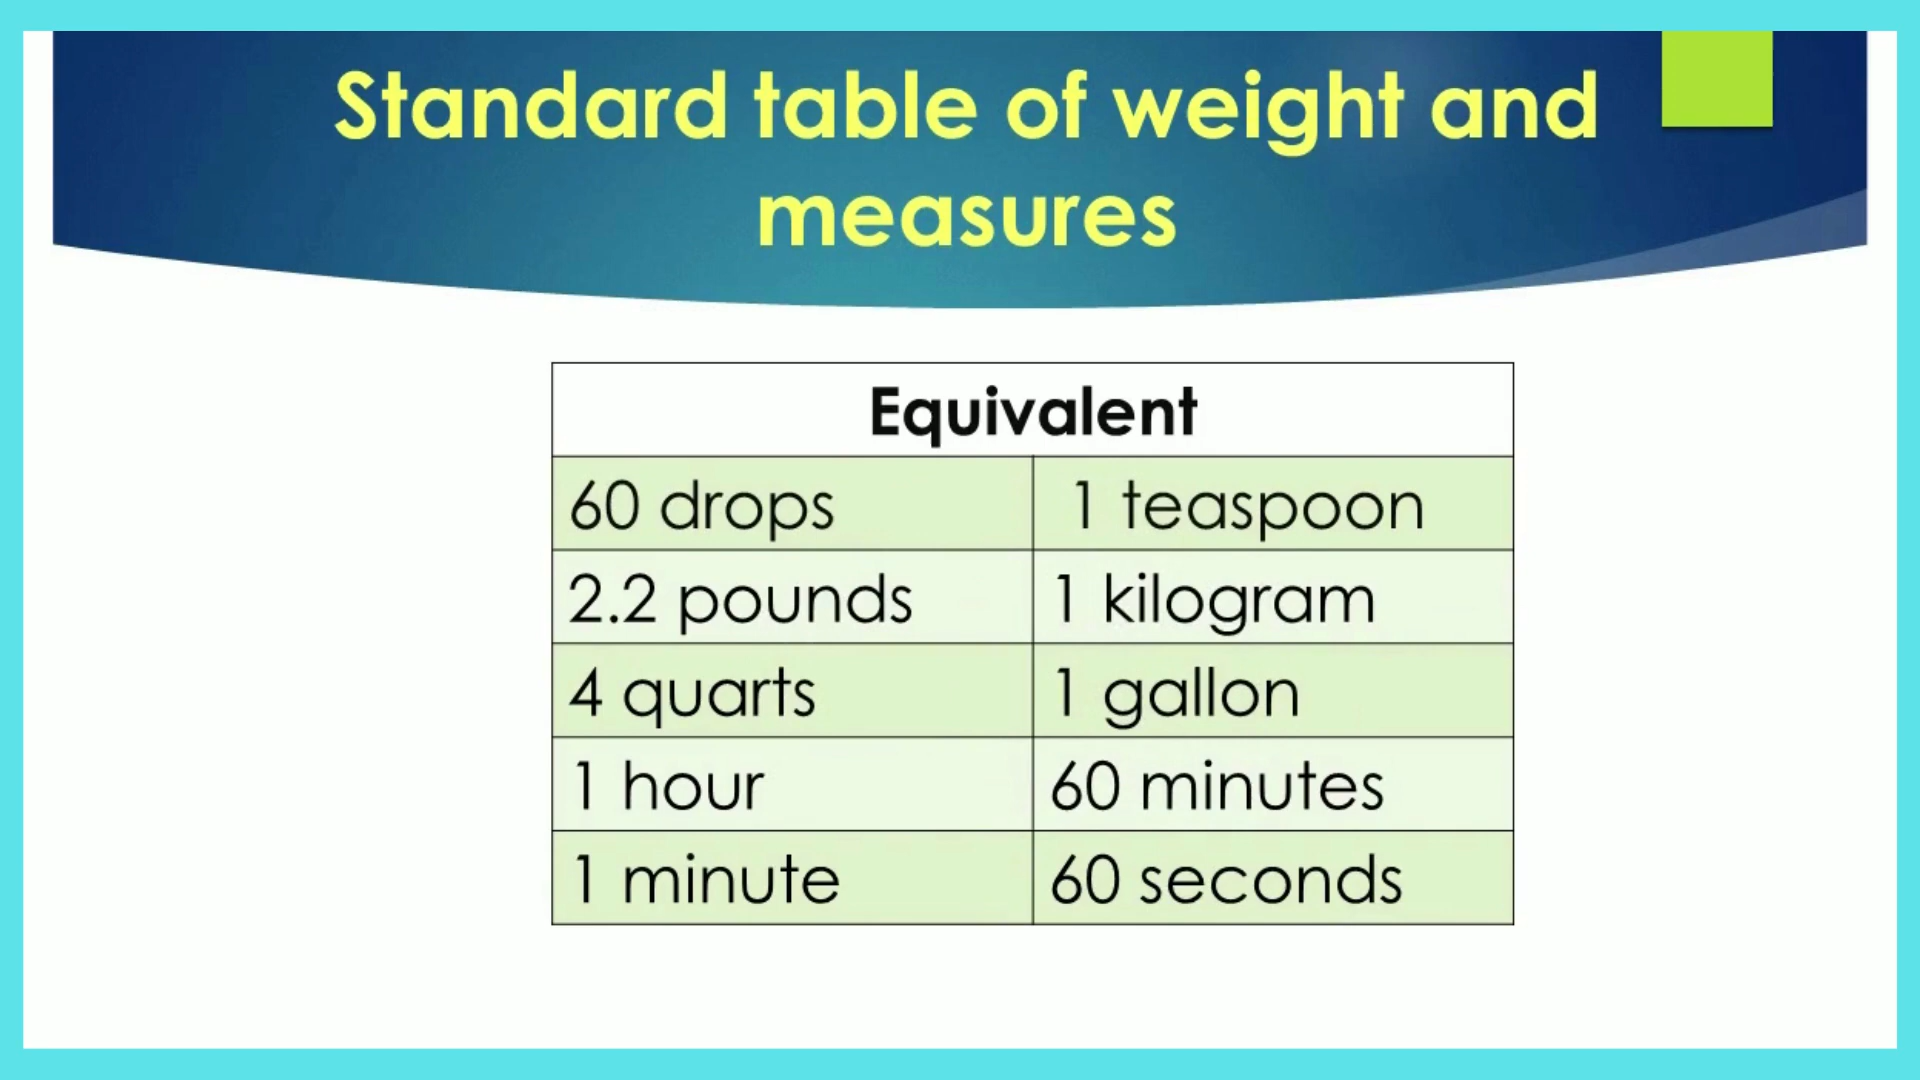 Standard table of weight and
measures
Equivalent
60 drops 1 teaspoon
2.2 pounds 1 kilogram
4 quarts 1 gallon
1 hour 60 minutes
1 minute 60 seconds